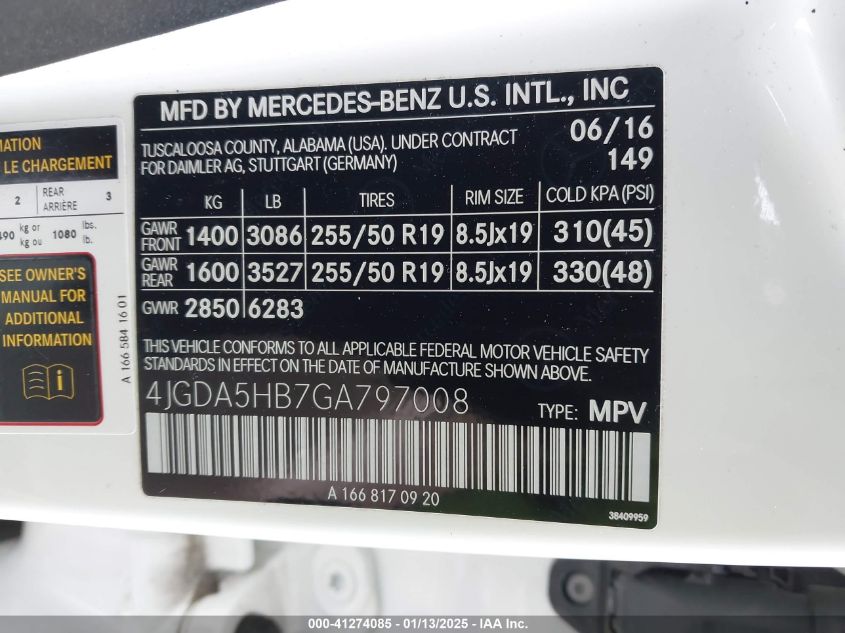 MATION
LE CHARGEMENT
2 REAR ARRIÈRE 3
490 kg or kg ou 1080 lbs. lb.
SEE OWNER'S
MANUAL FOR
ADDITIONAL
INFORMATION
A 166 584 16 01
MFD BY MERCEDES-BENZ U.S. INTL., INC
TUSCALOOSA COUNTY, ALABAMA (USA). UNDER CONTRACT 06/16
FOR DAIMLER AG, STUTTGART (GERMANY) 149
KG LB TIRES RIM SIZE COLD KPA (PSI)
GAWR FRONT 1400 3086 255/50 R19 8.5Jx19 310(45)
GAWR REAR 1600 3527 255/50 R19 8.5Jx19 330(48)
GVWR 2850 6283
THIS VEHICLE CONFORMS TO ALL APPLICABLE FEDERAL MOTOR VEHICLE SAFETY
STANDARDS IN EFFECT ON THE DATE OF MANUFACTURE SHOWN ABOVE.
4JGDA5HB7GA797008 TYPE: MPV
A 166 817 09 20
38409959
000-41274085 - 01/13/2025 - IAA Inc.